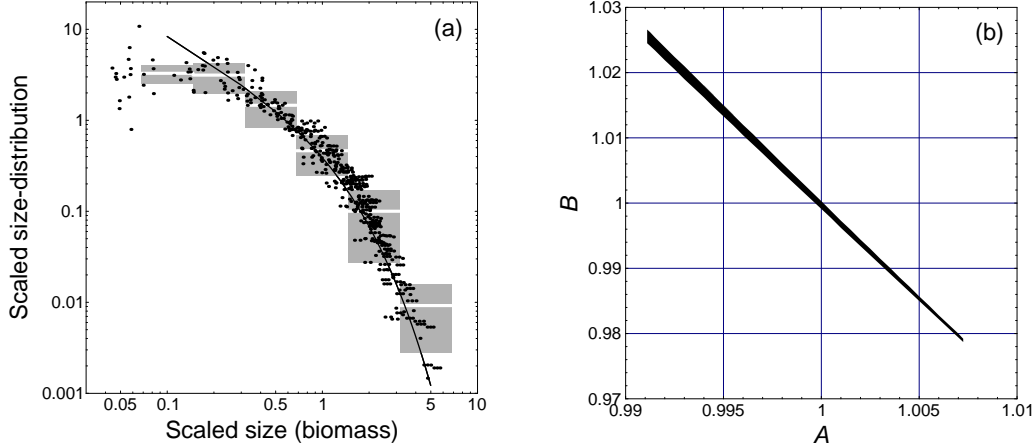 (a)
10
1
0.1
0.01
0.001
Scaled size-distribution
0.05 0.1 0.5 1 5 10
Scaled size (biomass)
(b)
1.03
1.02
1.01
1
0.99
0.98
0.97
B
0.99 0.995 1 1.005 1.01
A